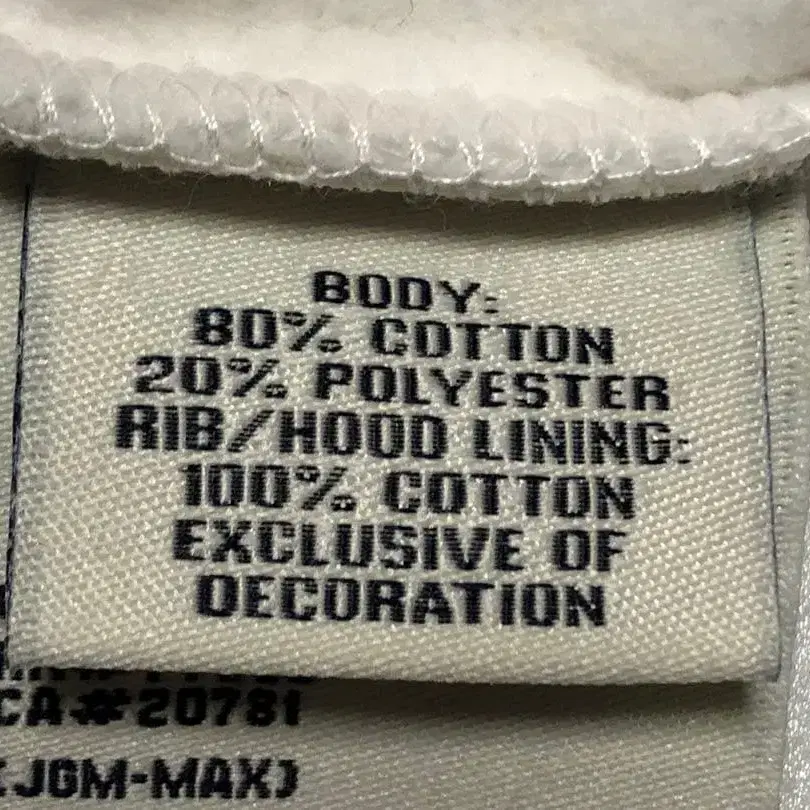 BODY:
80% COTTON
20% POLYESTER
RIB/HOOD LINING:
100% COTTON
EXCLUSIVE OF
DECORATION
CA#20781
(JGM-MAX)